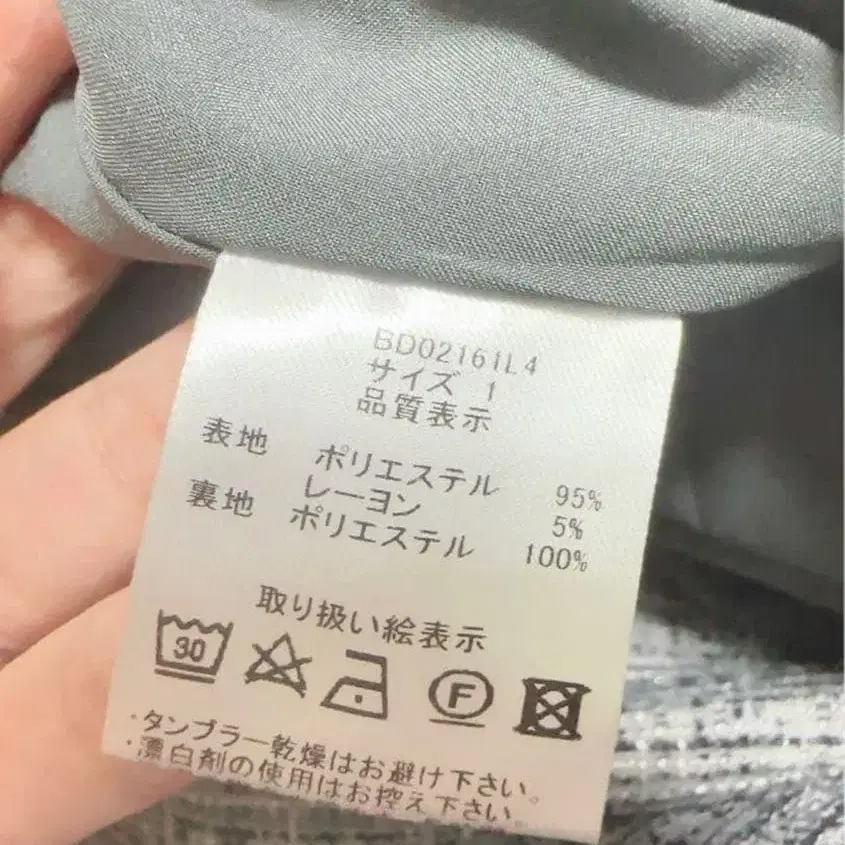 BD02161L4
サイズ 1
品質表示
表地 ポリエステル 95%
レーヨン 5%
裏地 ポリエステル 100%
取り扱い絵表示
30 F
・タンブラー乾燥はお避け下さい。
・漂白剤の使用はお控え下さい。